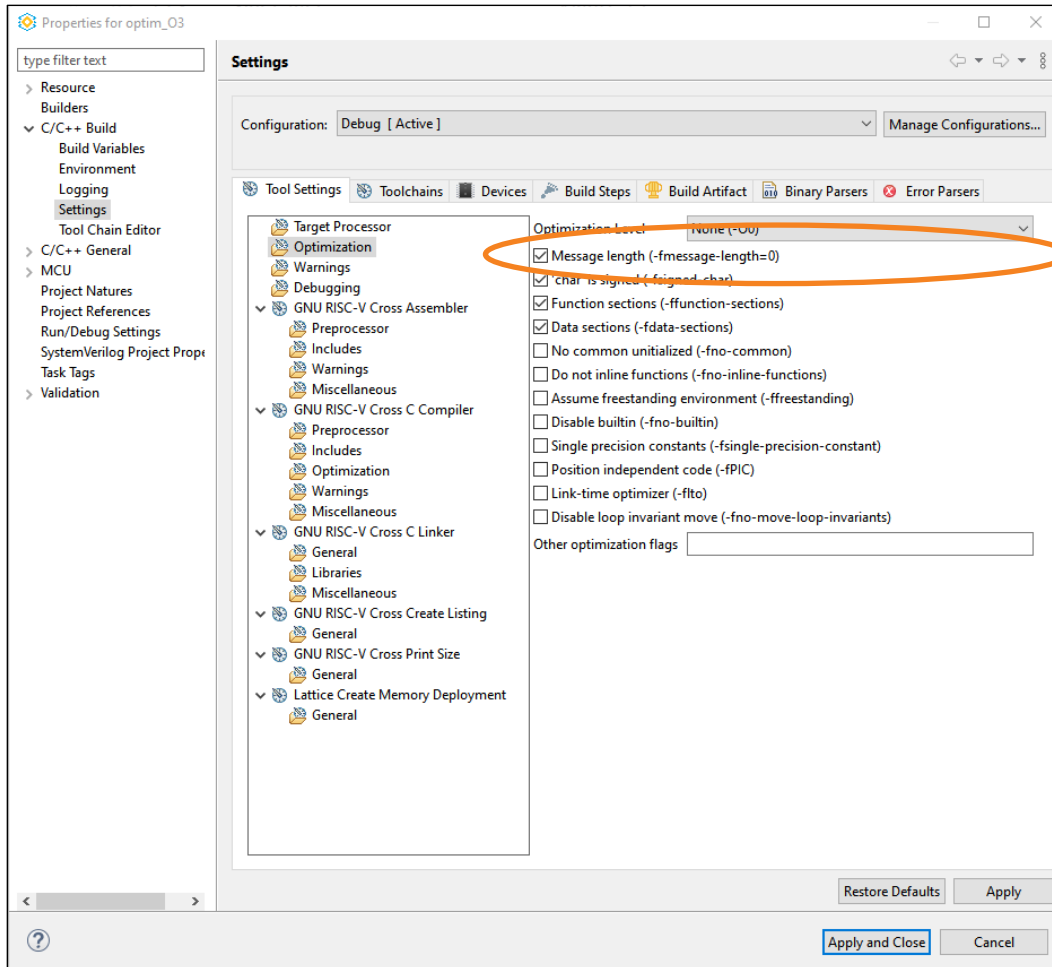 Properties for optim_O3
type filter text
Resource
Builders
C/C++ Build
Build Variables
Environment
Logging
Settings
Tool Chain Editor
C/C++ General
MCU
Project Natures
Project References
Run/Debug Settings
SystemVerilog Project Prope
Task Tags
Validation
Settings
Configuration: Debug [ Active ] Manage Configurations...
Tool Settings Toolchains Devices Build Steps Build Artifact Binary Parsers Error Parsers
Target Processor
Optimization
Warnings
Debugging
GNU RISC-V Cross Assembler
Preprocessor
Includes
Warnings
Miscellaneous
GNU RISC-V Cross C Compiler
Preprocessor
Includes
Optimization
Warnings
Miscellaneous
GNU RISC-V Cross C Linker
General
Libraries
Miscellaneous
GNU RISC-V Cross Create Listing
General
GNU RISC-V Cross Print Size
General
Lattice Create Memory Deployment
General
Optimization Level None (-O0)
Message length (-fmessage-length=0)
'char' is signed (-fsigned-char)
Function sections (-ffunction-sections)
Data sections (-fdata-sections)
No common unitialized (-fno-common)
Do not inline functions (-fno-inline-functions)
Assume freestanding environment (-ffreestanding)
Disable builtin (-fno-builtin)
Single precision constants (-fsingle-precision-constant)
Position independent code (-fPIC)
Link-time optimizer (-flto)
Disable loop invariant move (-fno-move-loop-invariants)
Other optimization flags
Restore Defaults Apply
Apply and Close Cancel